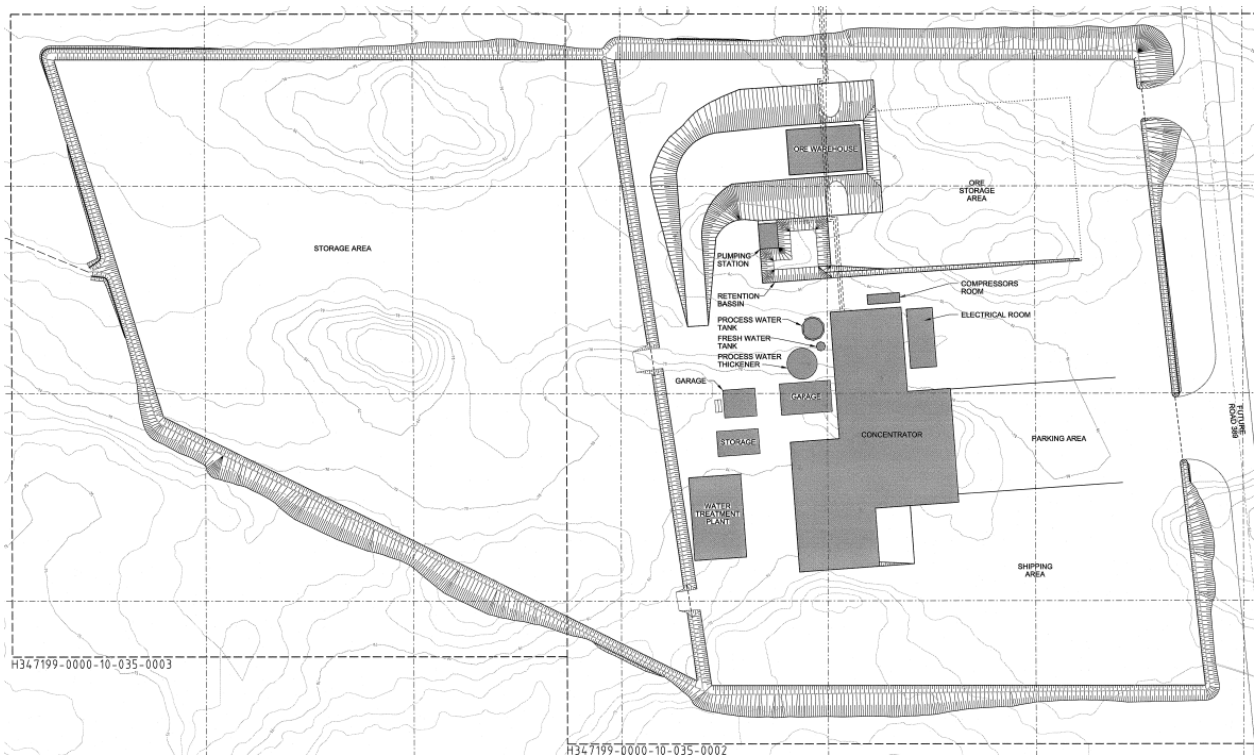 ORE WAREHOUSE
ORE
STORAGE
AREA
STORAGE AREA
PUMPING
STATION
RETENTION
BASSIN
COMPRESSORS
ROOM
ELECTRICAL ROOM
PROCESS WATER
TANK
FRESH WATER
TANK
PROCESS WATER
THICKENER
GARAGE
GARAGE
FUTURE
ROAD 389
CONCENTRATOR
PARKING AREA
STORAGE
WATER
TREATMENT
PLANT
SHIPPING
AREA
H347199-0000-10-035-0003
H347199-0000-10-035-0002